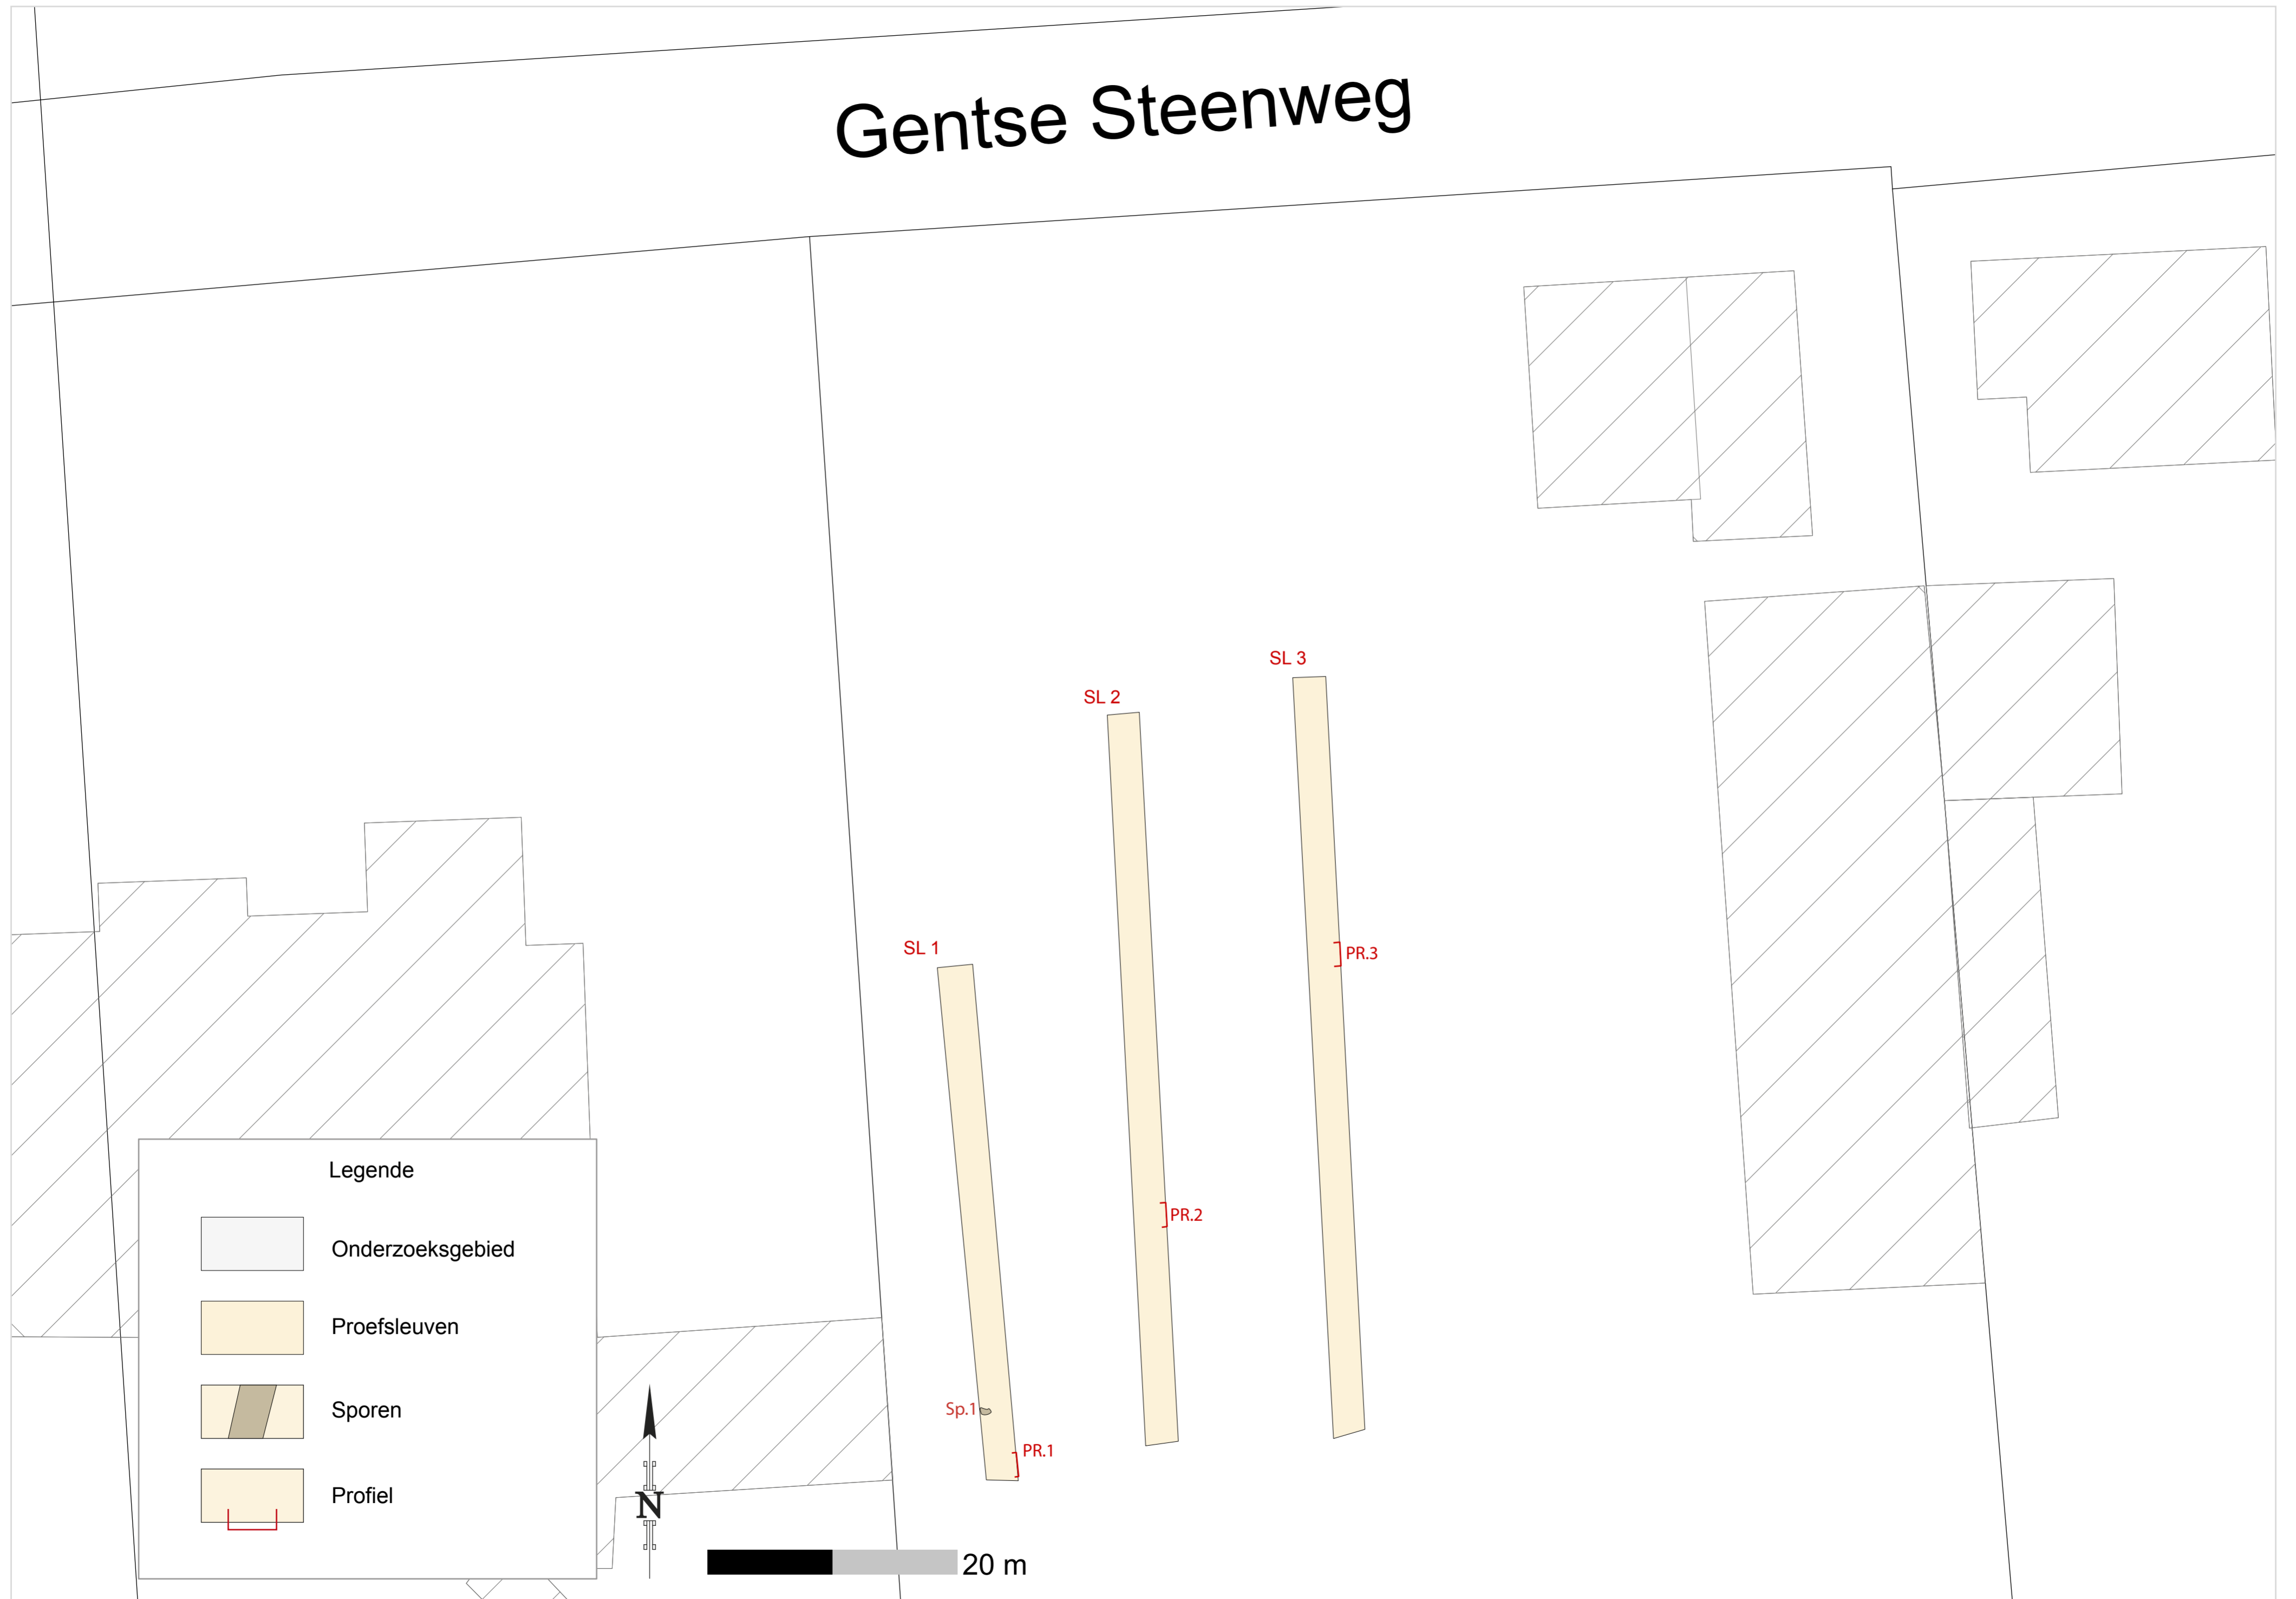 Gentse Steenweg
SL 3
SL 2
SL 1
PR.3
PR.2
Sp.1
PR.1
Legende
Onderzoeksgebied
Proefsleuven
Sporen
Profiel
N
20 m